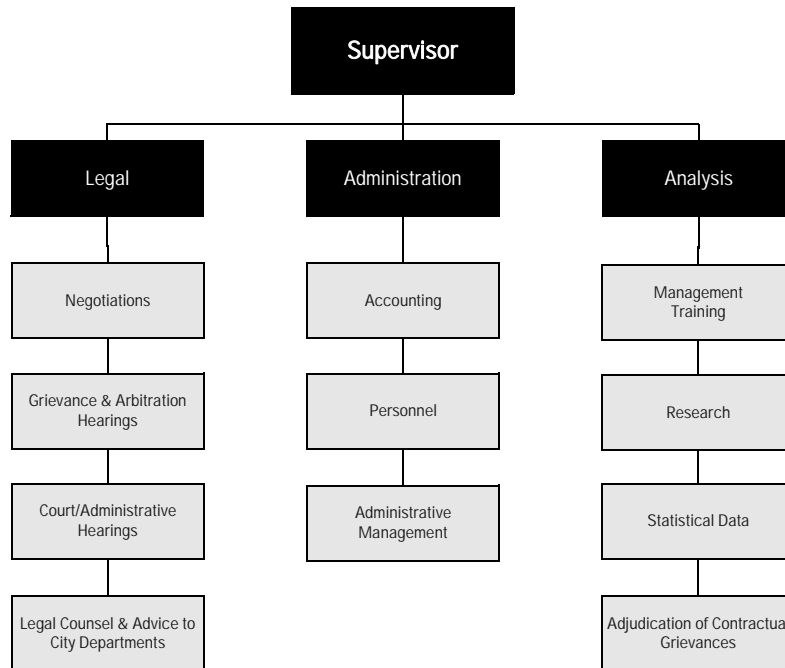 Supervisor
Legal
Administration
Analysis
Negotiations
Accounting
Management
Training
Grievance & Arbitration
Hearings
Personnel
Research
Court/Administrative
Hearings
Administrative
Management
Statistical Data
Legal Counsel & Advice to
City Departments
Adjudication of Contractua
Grievances